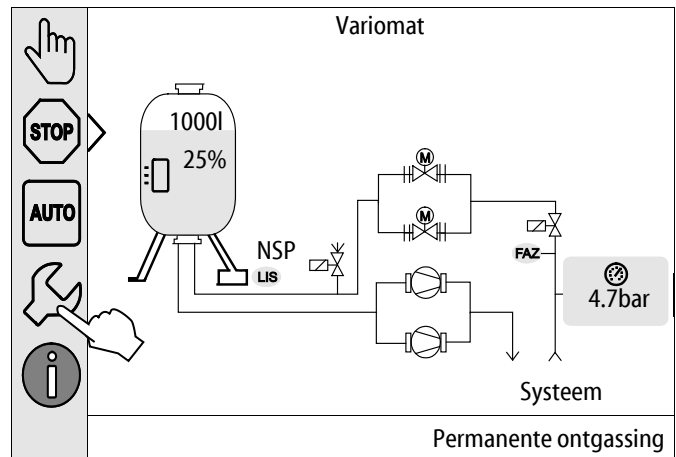 Variomat
STOP
AUTO
1000l
25%
NSP
LIS
M
M
FAZ
4.7bar
Systeem
Permanente ontgassing